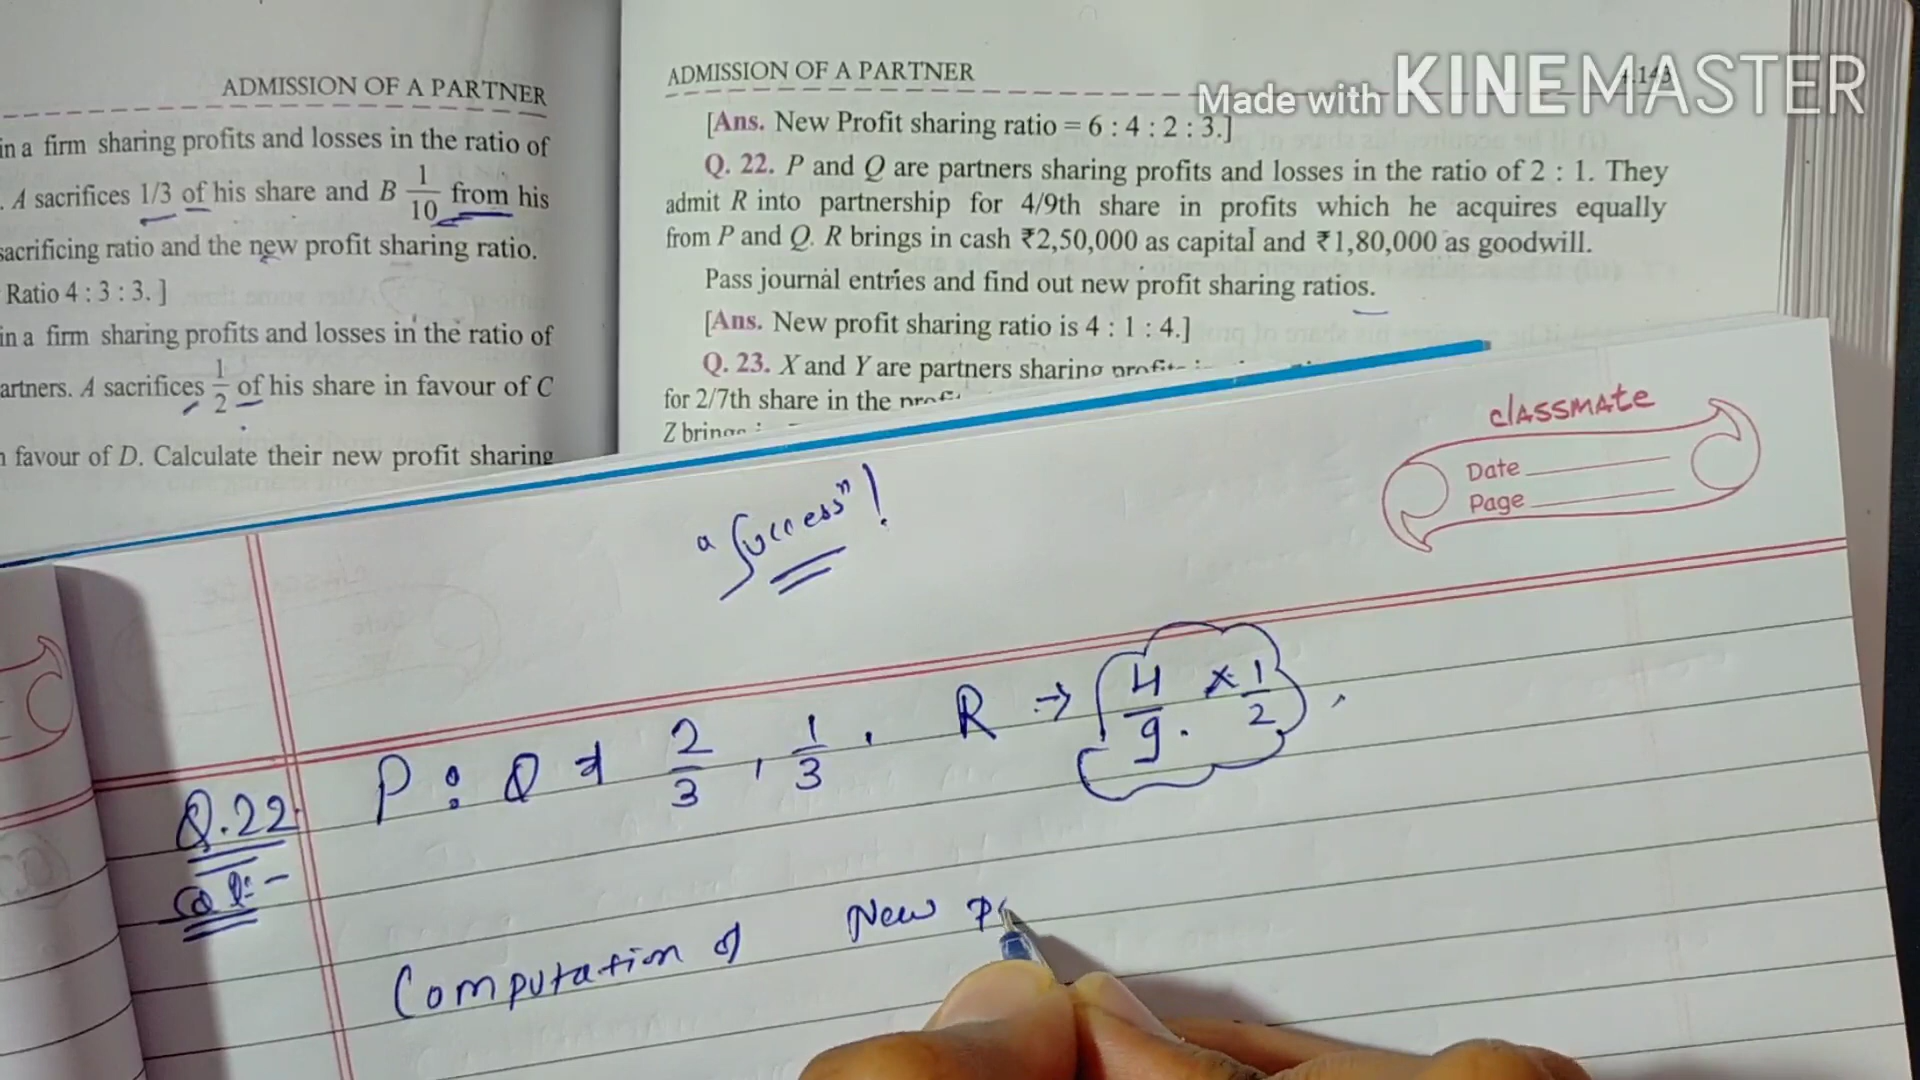 ADMISSION OF A PARTNER
in a firm sharing profits and losses in the ratio of
. A sacrifices 1/3 of his share and B 1/10 from his
sacrificing ratio and the new profit sharing ratio.
Ratio 4 : 3 : 3. ]
in a firm sharing profits and losses in the ratio of
artners. A sacrifices 1/2 of his share in favour of C
n favour of D. Calculate their new profit sharing
ADMISSION OF A PARTNER
Made with KINEMASTER
[Ans. New Profit sharing ratio = 6 : 4 : 2 : 3.]
Q. 22. P and Q are partners sharing profits and losses in the ratio of 2 : 1. They
admit R into partnership for 4/9th share in profits which he acquires equally
from P and Q. R brings in cash ₹2,50,000 as capital and ₹1,80,000 as goodwill.
Pass journal entries and find out new profit sharing ratios.
[Ans. New profit sharing ratio is 4 : 1 : 4.]
Q. 23. X and Y are partners sharing
for 2/7th share in the
Z
classmate
Date
Page
"Success"!
Q.22 P : Q 2/3 , 1/3 , R → 4/9 × 1/2
Computation of New